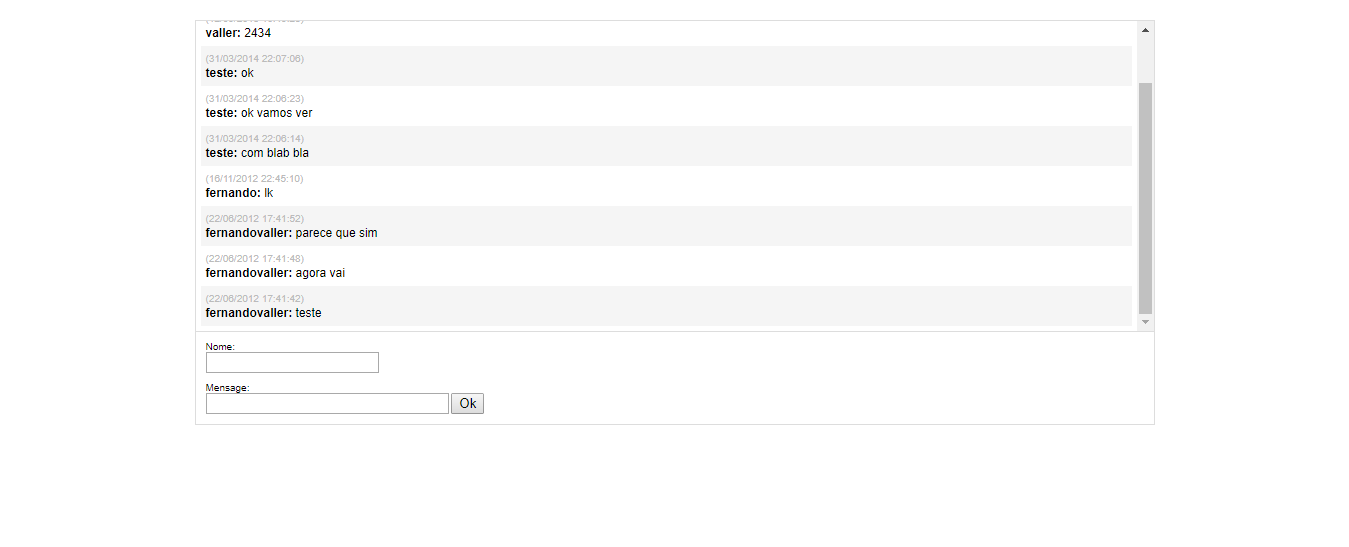 valler: 2434
(31/03/2014 22:07:06)
teste: ok
(31/03/2014 22:06:23)
teste: ok vamos ver
(31/03/2014 22:06:14)
teste: com blab bla
(16/11/2012 22:45:10)
fernando: lk
(22/06/2012 17:41:52)
fernandovaller: parece que sim
(22/06/2012 17:41:48)
fernandovaller: agora vai
(22/06/2012 17:41:42)
fernandovaller: teste
Nome:
Mensage:
Ok